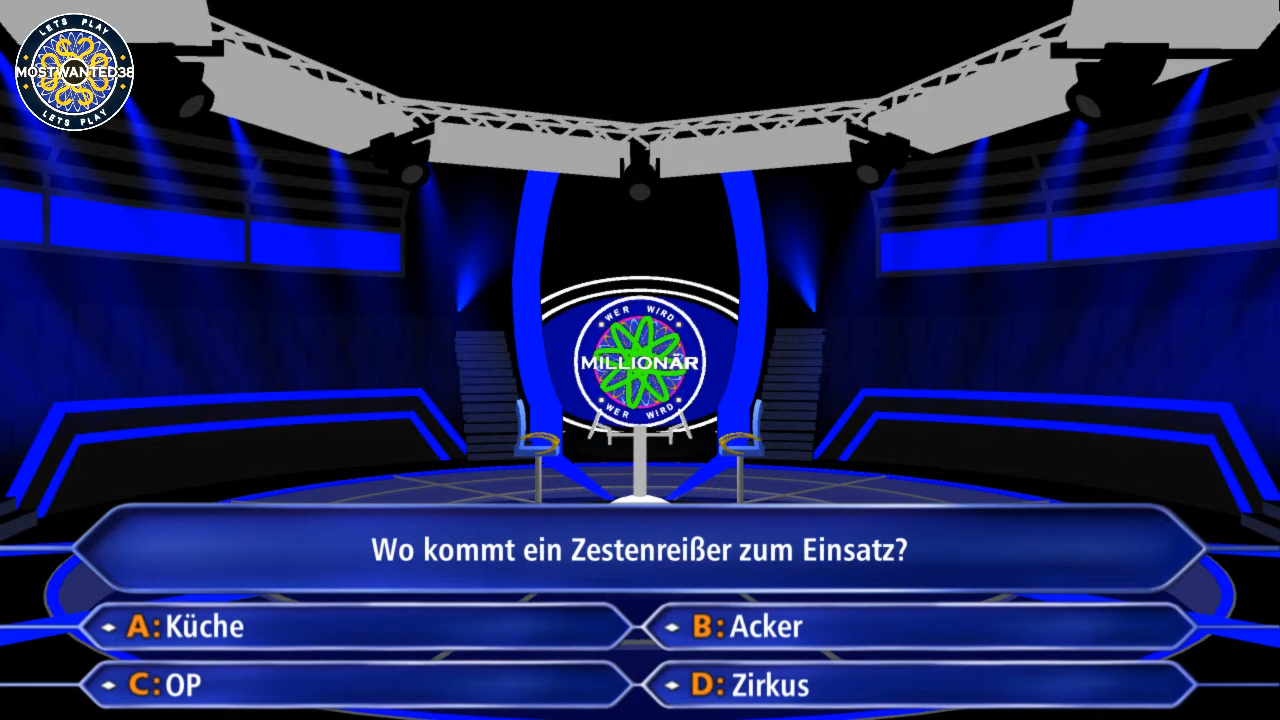 LETS PLAY
MOSTWANTED38
LETS PLAY
WER WIRD
MILLIONÄR
WER WIRD
Wo kommt ein Zestenreißer zum Einsatz?
A: Küche
B: Acker
C: OP
D: Zirkus